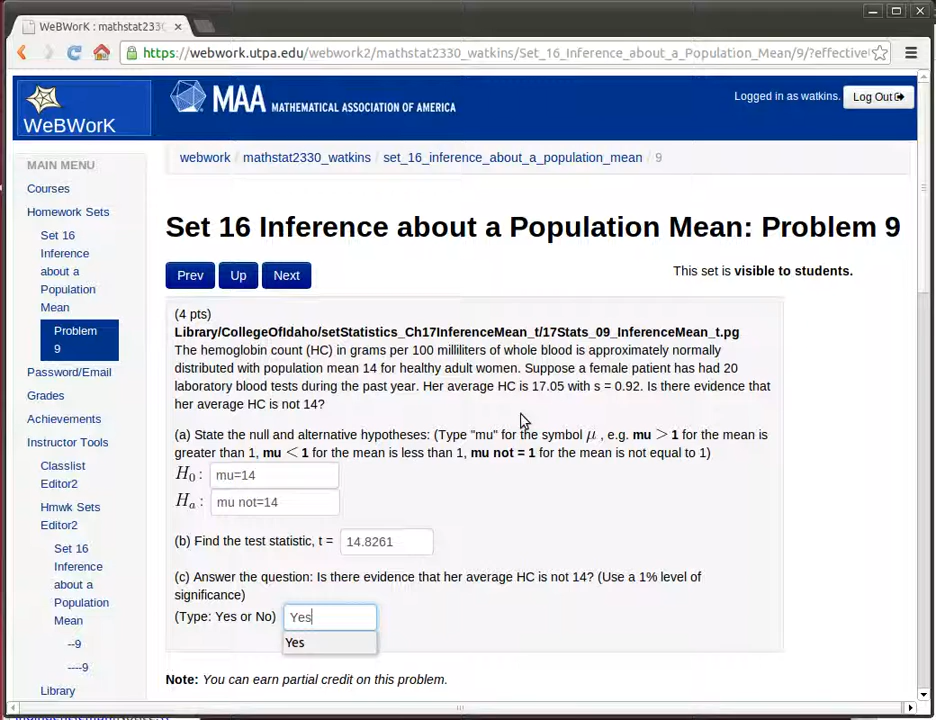 WeBWorK : mathstat233
https://webwork.utpa.edu/webwork2/mathstat2330_watkins/Set_16_Inference_about_a_Population_Mean/9/?effective
WeBWorK
MAA MATHEMATICAL ASSOCIATION OF AMERICA
Logged in as watkins. Log Out
MAIN MENU
Courses
Homework Sets
Set 16
Inference
about a
Population
Mean
Problem
9
Password/Email
Grades
Achievements
Instructor Tools
Classlist
Editor2
Hmwk Sets
Editor2
Set 16
Inference
about a
Population
Mean
--9
----9
Library
webwork / mathstat2330_watkins / set_16_inference_about_a_population_mean / 9
Set 16 Inference about a Population Mean: Problem 9
Prev Up Next
This set is visible to students.
(4 pts)
Library/CollegeOfIdaho/setStatistics_Ch17InferenceMean_t/17Stats_09_InferenceMean_t.pg
The hemoglobin count (HC) in grams per 100 milliliters of whole blood is approximately normally
distributed with population mean 14 for healthy adult women. Suppose a female patient has had 20
laboratory blood tests during the past year. Her average HC is 17.05 with s = 0.92. Is there evidence that
her average HC is not 14?
(a) State the null and alternative hypotheses: (Type "mu" for the symbol μ , e.g. mu > 1 for the mean is
greater than 1, mu < 1 for the mean is less than 1, mu not = 1 for the mean is not equal to 1)
H0 : mu=14
Ha : mu not=14
(b) Find the test statistic, t = 14.8261
(c) Answer the question: Is there evidence that her average HC is not 14? (Use a 1% level of
significance)
(Type: Yes or No) Yes
Yes
Note: You can earn partial credit on this problem.